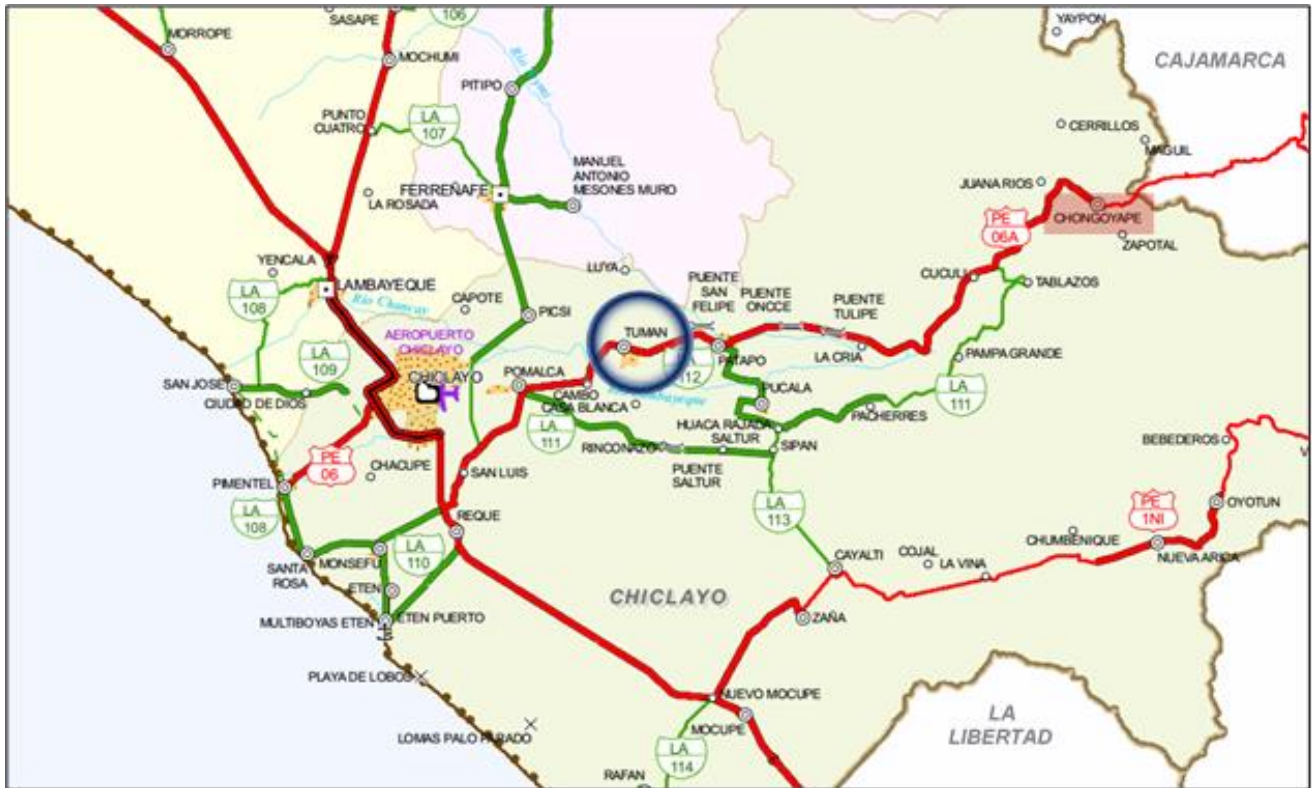 SASAPE
106
YAYPON
MORROPE
MOCHUMI
CAJAMARCA
PITIPO
PUNTO
CUATRO
LA
107
CERRILLOS
MAGUIL
MANUEL
ANTONIO
MESONES MURO
FERREÑAFE
LA ROSADA
JUANA RIOS
CHONGOYAPE
ZAPOTAL
PE
06A
YENCALA
LUYA
CUCULI
TABLAZOS
LAMBAYEQUE
Rio Chancay
CAPOTE
PICSI
LA
108
PUENTE
SAN
FELIPE
PUENTE
ONCCE
PUENTE
TULIPE
TUMAN
AEROPUERTO
CHICLAYO
LA
109
LA CRIA
PAMPA GRANDE
PATAPO
112
CHICLAYO
POMALCA
SAN JOSE
CIUDAD DE DIOS
CAMBO
CASA BLANCA
PUCALA
LA
111
PACHERRES
LA
111
HUACA RAJADA
SALTUR
RINCONAZO
SIPAN
PUENTE
SALTUR
BEBEDEROS
PE
06
CHACUPE
SAN LUIS
PIMENTEL
LA
108
REQUE
LA
113
PE
1NI
OYOTUN
CHUMBENIQUE
NUEVA ARICA
LA
110
SANTA
ROSA
MONSEFU
CAYALTI
COJAL
LA VINA
ETEN
CHICLAYO
MULTIBOYAS ETEN
ETEN PUERTO
ZAÑA
PLAYA DE LOBOS
NUEVO MOCUPE
MOCUPE
LA
LIBERTAD
LOMAS PALO PARADO
LA
114
RAFAN